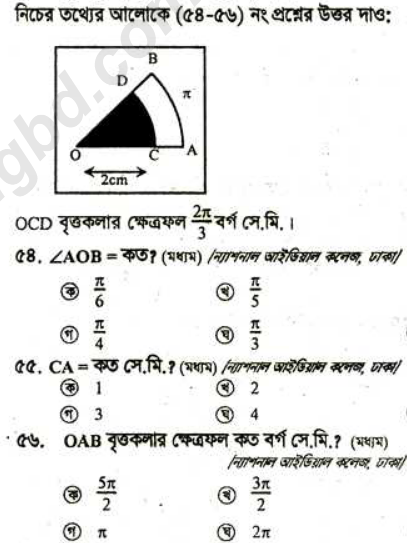 নিচের তথ্যের আলোকে (৫৪-৫৬) নং প্রশ্নের উত্তর দাও:
B
D
π
O
C
A
2cm
OCD বৃত্তকলার ক্ষেত্রফল 2π/3 বর্গ সে.মি.।
৫৪. ∠AOB = কত? (মধ্যম) [ন্যাশনাল আইডিয়াল কলেজ, ঢাকা]
ক π/6 খ π/5
গ π/4 ঘ π/3
৫৫. CA = কত সে.মি.? (মধ্যম) [ন্যাশনাল আইডিয়াল কলেজ, ঢাকা]
ক 1 খ 2
গ 3 ঘ 4
৫৬. OAB বৃত্তকলার ক্ষেত্রফল কত বর্গ সে.মি.? (মধ্যম)
[ন্যাশনাল আইডিয়াল কলেজ, ঢাকা]
ক 5π/2 খ 3π/2
গ π ঘ 2π